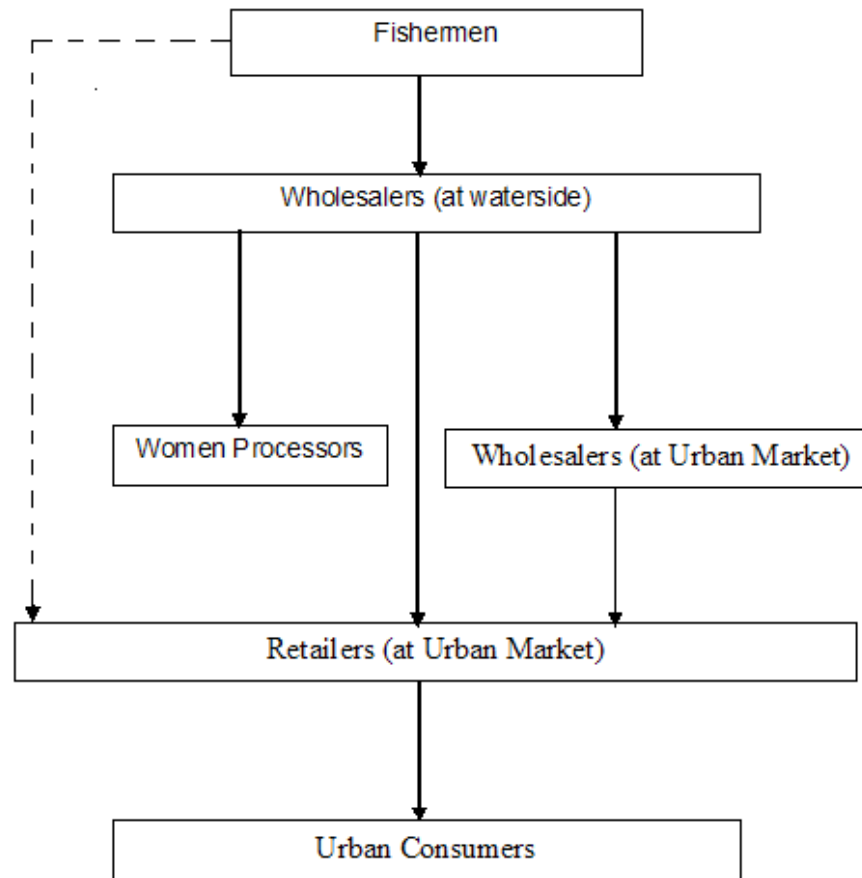 Fishermen
Wholesalers (at waterside)
Women Processors
Wholesalers (at Urban Market)
Retailers (at Urban Market)
Urban Consumers